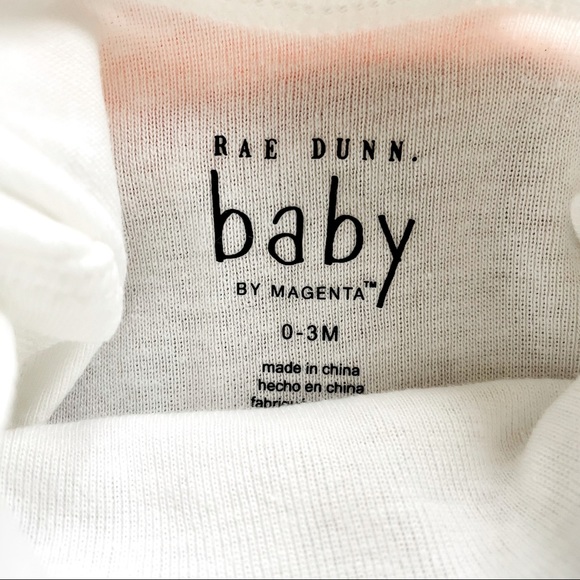 RAE DUNN.
baby
BY MAGENTA™
0-3M
made in china
hecho en china